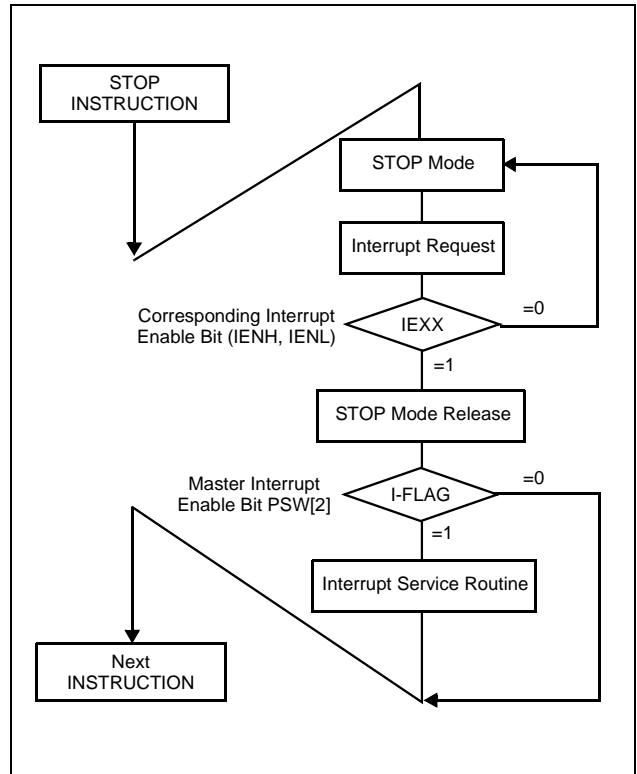 STOP
INSTRUCTION
STOP Mode
Interrupt Request
Corresponding Interrupt
Enable Bit (IENH, IENL)
IEXX
=0
=1
STOP Mode Release
Master Interrupt
Enable Bit PSW[2]
I-FLAG
=0
=1
Interrupt Service Routine
Next
INSTRUCTION